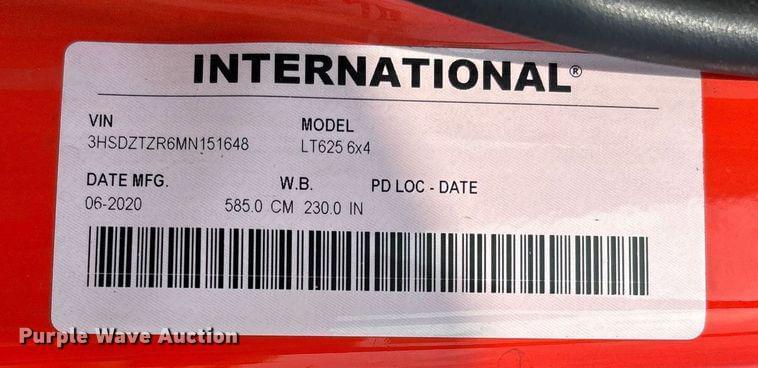 INTERNATIONAL®
VIN MODEL
3HSDZTZR6MN151648 LT625 6x4
DATE MFG. W.B. PD LOC - DATE
06-2020 585.0 CM 230.0 IN
Purple Wave Auction